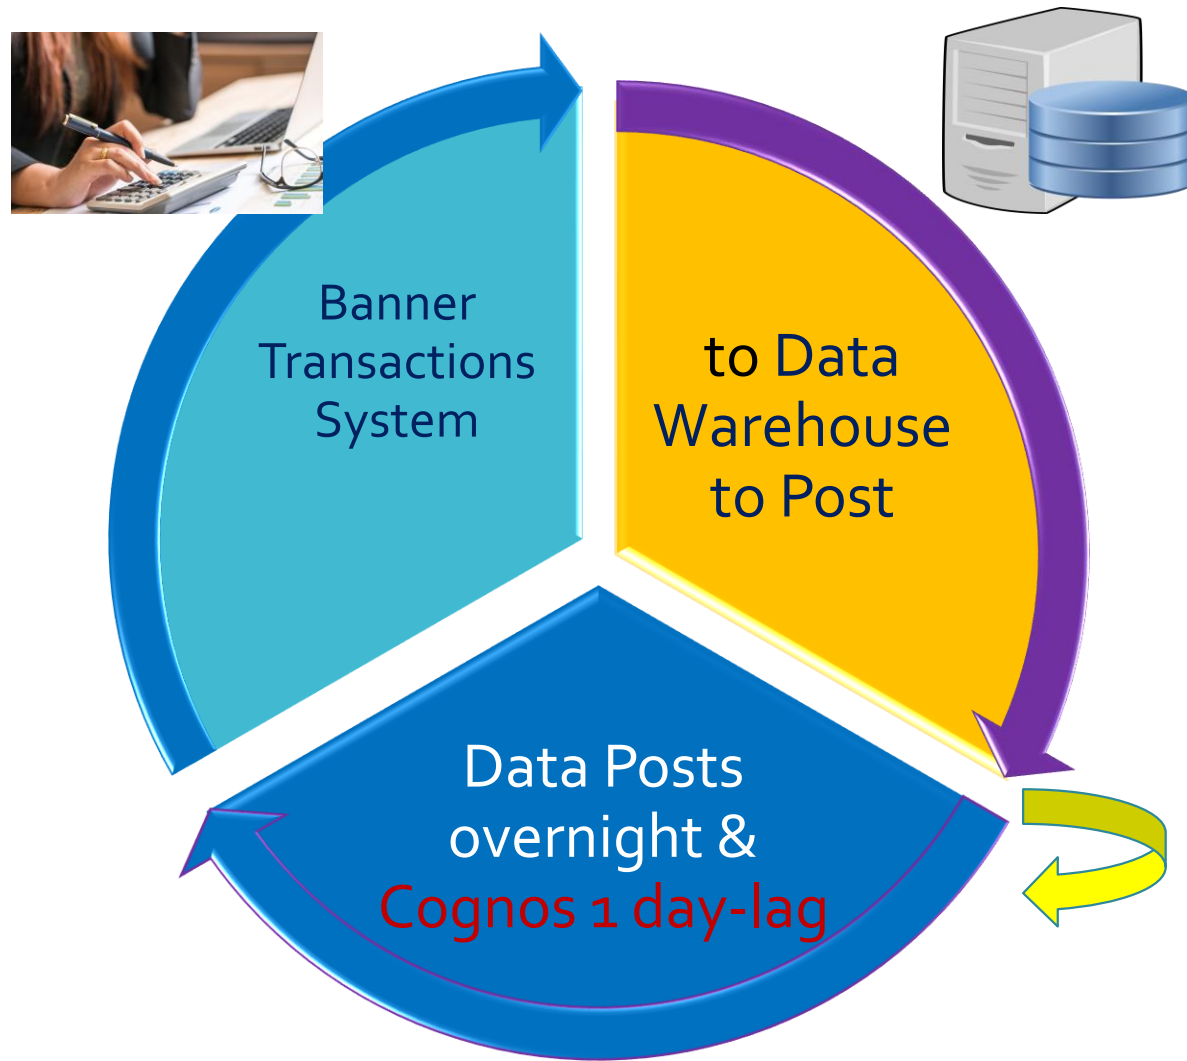 Banner
Transactions
System
to Data
Warehouse
to Post
Data Posts
overnight &
Cognos 1 day-lag